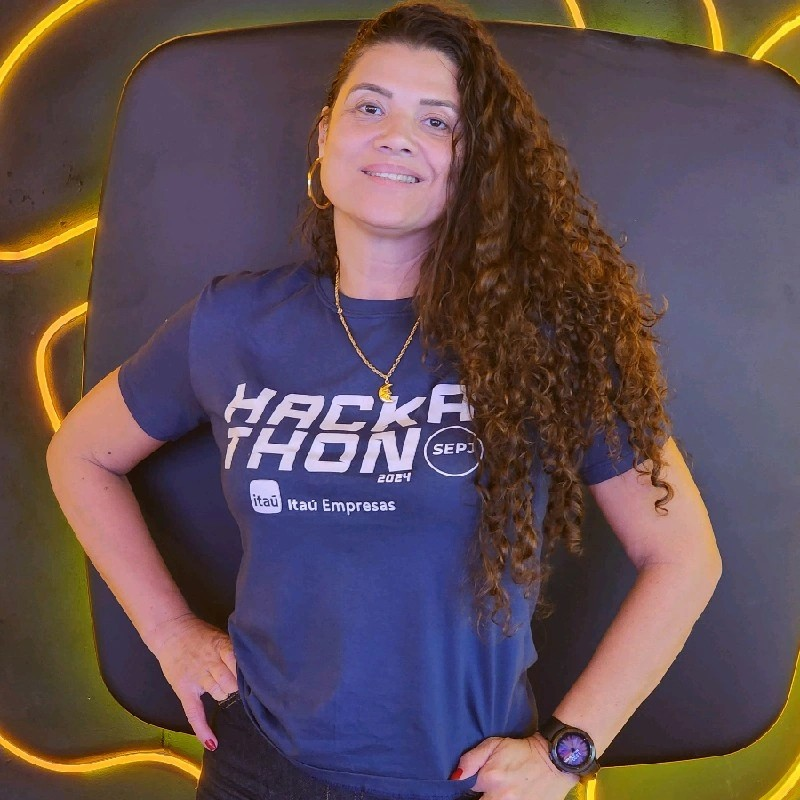 HACKA
THON
SEPJ
2024
itaú
Itaú Empresas